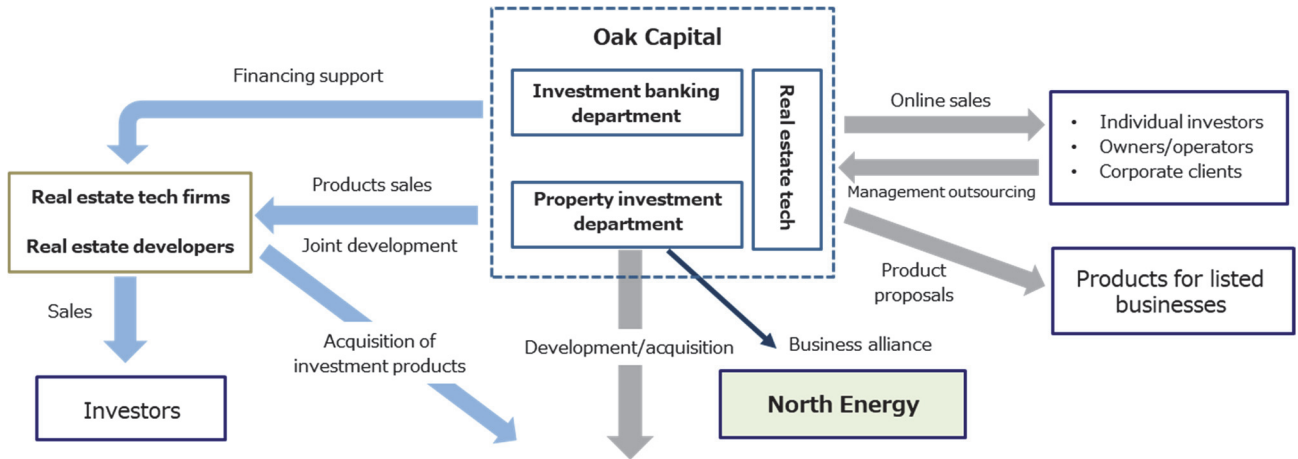 Oak Capital
Financing support
Investment banking
department
Real estate tech
Online sales
• Individual investors
• Owners/operators
• Corporate clients
Management outsourcing
Real estate tech firms
Real estate developers
Products sales
Joint development
Property investment
department
Product
proposals
Products for listed
businesses
Sales
Acquisition of
investment products
Development/acquisition
Business alliance
Investors
North Energy